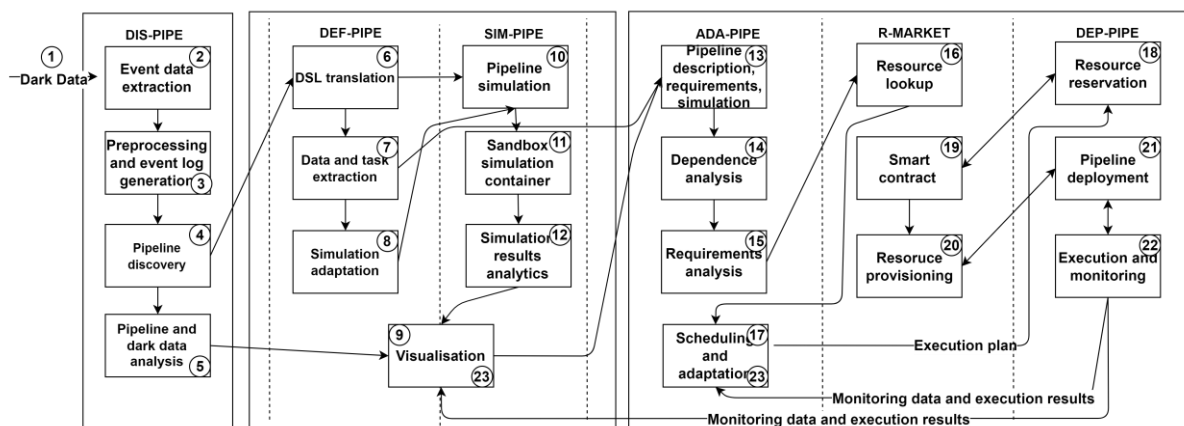 DIS-PIPE
DEF-PIPE
SIM-PIPE
ADA-PIPE
R-MARKET
DEP-PIPE
1
Dark Data
2
Event data
extraction
Preprocessing
and event log
generation
3
4
Pipeline
discovery
Pipeline and
dark data
analysis
5
6
DSL translation
7
Data and task
extraction
Simulation
8
adaptation
9
Visualisation
23
10
Pipeline
simulation
11
Sandbox
simulation
container
Simulation
12
results
analytics
13
Pipeline
description,
requirements,
simulation
14
Dependence
analysis
Requirements
15
analysis
17
Scheduling
and
adaptation
23
16
Resource
lookup
19
Smart
contract
Resoruce
20
provisioning
18
Resource
reservation
21
Pipeline
deployment
22
Execution and
monitoring
Execution plan
Monitoring data and execution results
Monitoring data and execution results